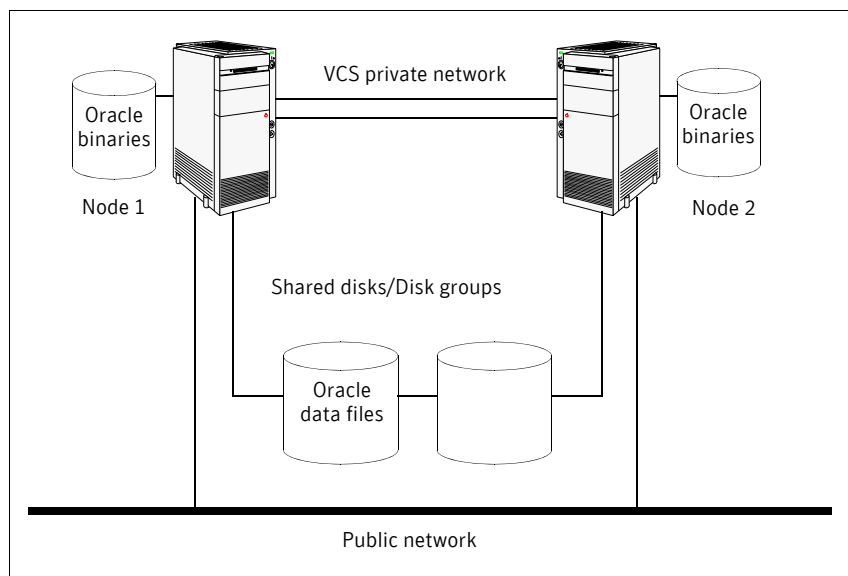 VCS private network
Oracle
binaries
Oracle
binaries
Node 1
Node 2
Shared disks/Disk groups
Oracle
data files
Public network